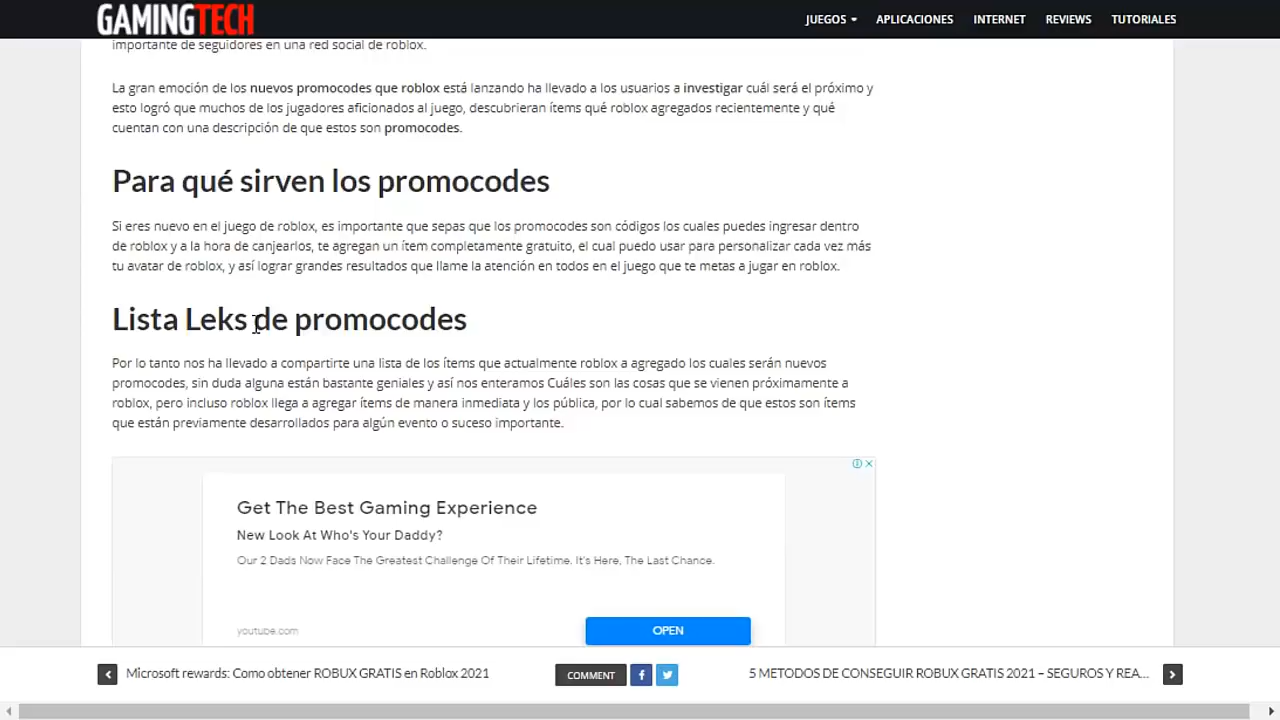 GAMINGTECH
JUEGOS APLICACIONES INTERNET REVIEWS TUTORIALES
importante de seguidores en una red social de roblox.
La gran emoción de los nuevos promocodes que roblox está lanzando ha llevado a los usuarios a investigar cuál será el próximo y
esto logró que muchos de los jugadores aficionados al juego, descubrieran ítems qué roblox agregados recientemente y qué
cuentan con una descripción de que estos son promocodes.
Para qué sirven los promocodes
Si eres nuevo en el juego de roblox, es importante que sepas que los promocodes son códigos los cuales puedes ingresar dentro
de roblox y a la hora de canjearlos, te agregan un ítem completamente gratuito, el cual puedo usar para personalizar cada vez más
tu avatar de roblox, y así lograr grandes resultados que llame la atención en todos en el juego que te metas a jugar en roblox.
Lista Leks de promocodes
Por lo tanto nos ha llevado a compartirte una lista de los ítems que actualmente roblox a agregado los cuales serán nuevos
promocodes, sin duda alguna están bastante geniales y así nos enteramos Cuáles son las cosas que se vienen próximamente a
roblox, pero incluso roblox llega a agregar ítems de manera inmediata y los pública, por lo cual sabemos de que estos son ítems
que están previamente desarrollados para algún evento o suceso importante.
Get The Best Gaming Experience
New Look At Who's Your Daddy?
Our 2 Dads Now Face The Greatest Challenge Of Their Lifetime. It's Here, The Last Chance.
youtube.com
OPEN
Microsoft rewards: Como obtener ROBUX GRATIS en Roblox 2021
COMMENT
5 METODOS DE CONSEGUIR ROBUX GRATIS 2021 – SEGUROS Y REA...